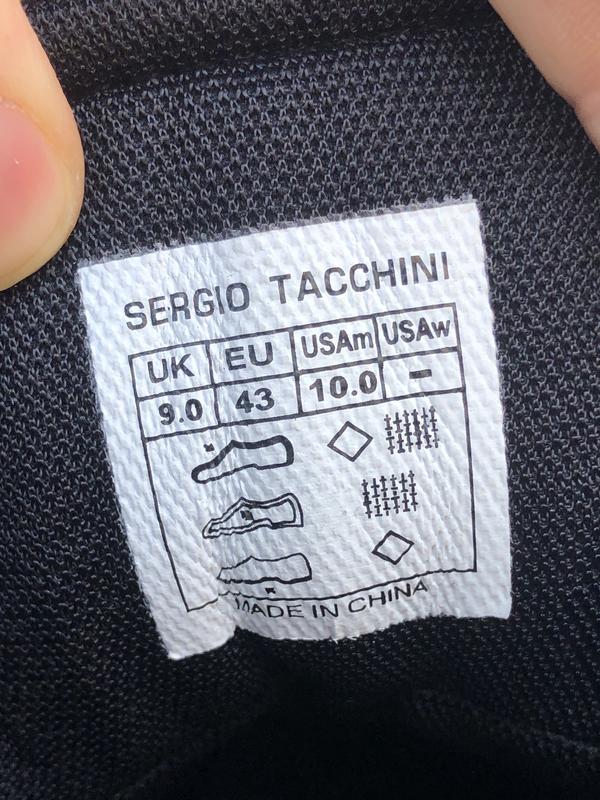 SERGIO TACCHINI
UK EU USAm USAw
9.0 43 10.0 –
MADE IN CHINA